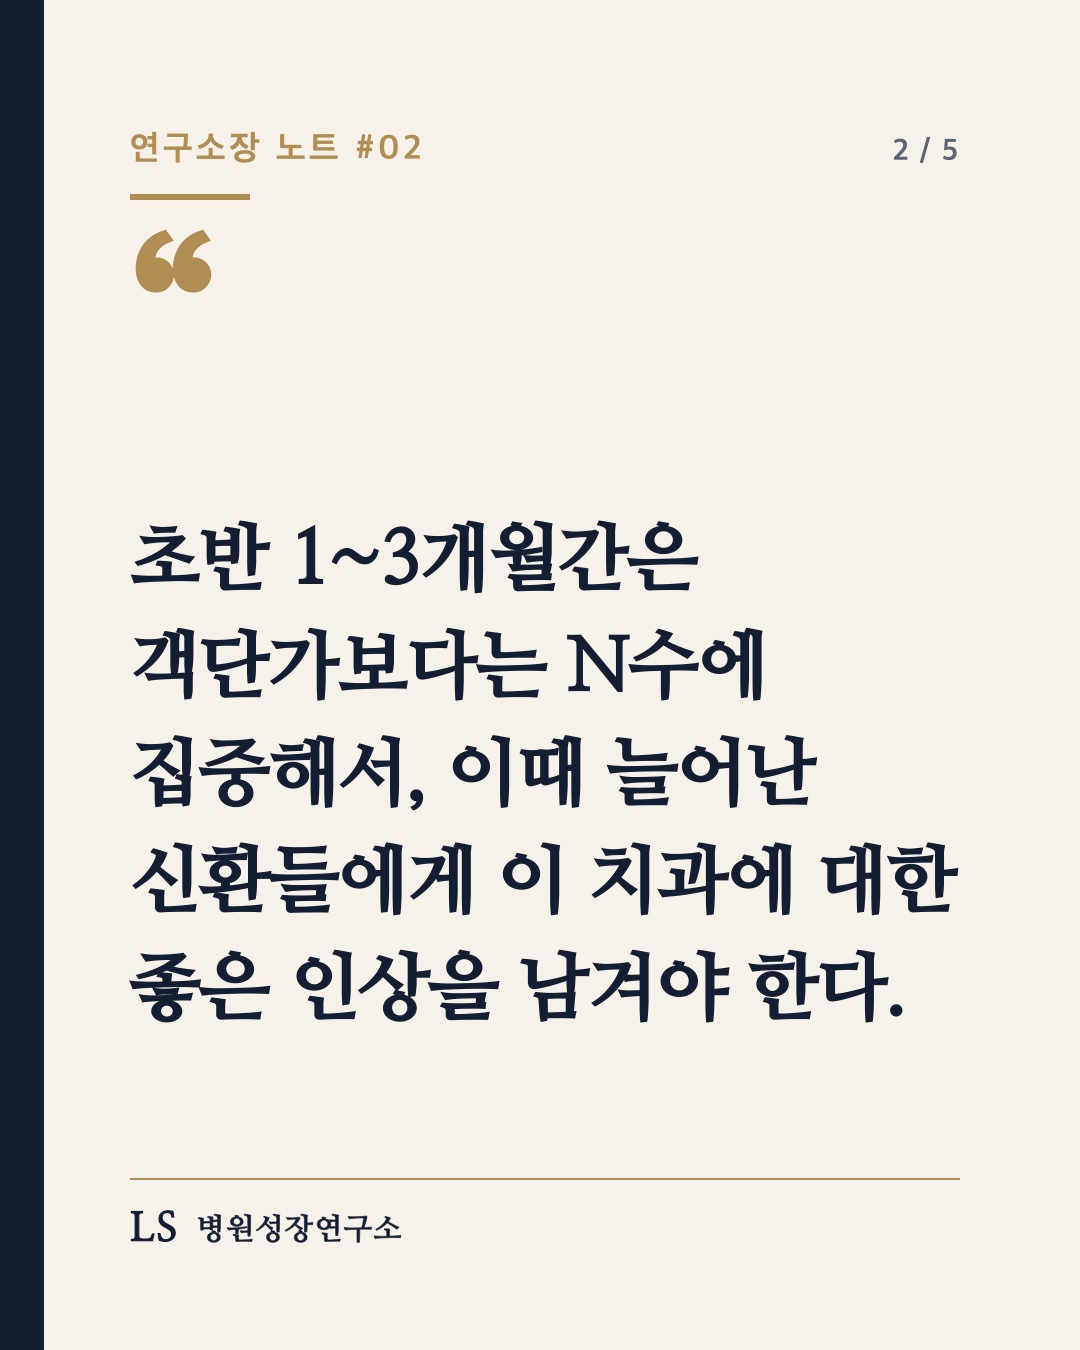 연구소장 노트 #02
2 / 5
“
초반 1~3개월간은
객단가보다는 N수에
집중해서, 이때 늘어난
신환들에게 이 치과에 대한
좋은 인상을 남겨야 한다.
LS 병원성장연구소